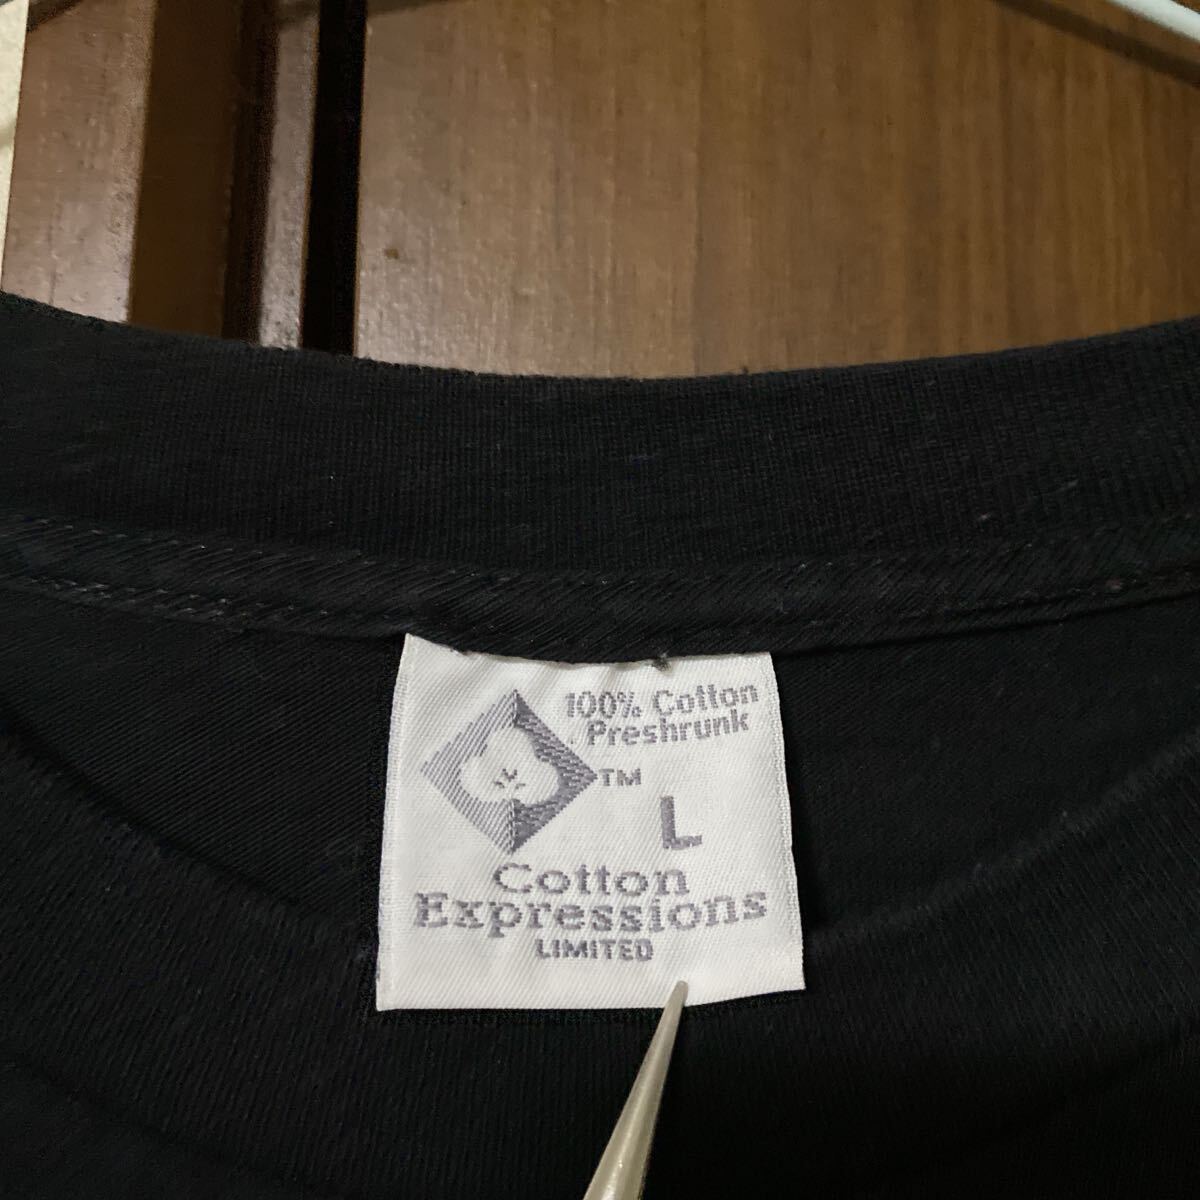 100% Cotton
Preshrunk
TM
L
Cotton
Expressions
LIMITED